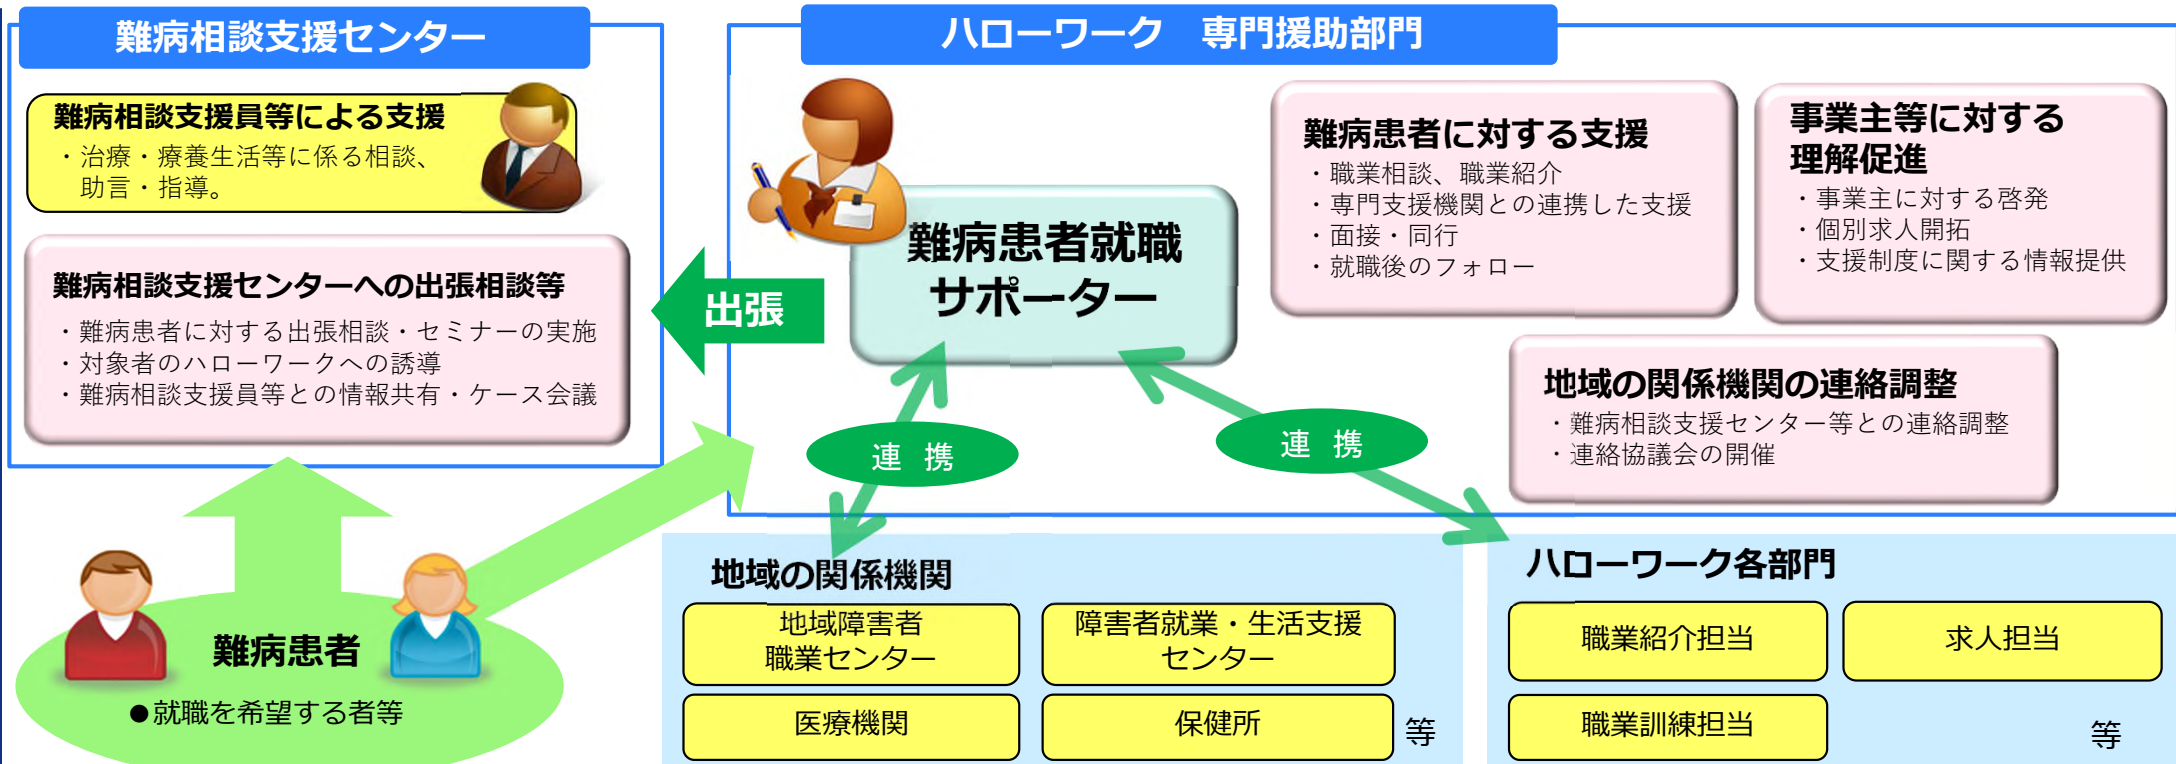 難病相談支援センター
難病相談支援員等による支援
・治療・療養生活等に係る相談、
助言・指導。
難病相談支援センターへの出張相談等
・難病患者に対する出張相談・セミナーの実施
・対象者のハローワークへの誘導
・難病相談支援員等との情報共有・ケース会議
ハローワーク　専門援助部門
難病患者就職
サポーター
出張
難病患者に対する支援
・職業相談、職業紹介
・専門支援機関との連携した支援
・面接・同行
・就職後のフォロー
事業主等に対する
理解促進
・事業主に対する啓発
・個別求人開拓
・支援制度に関する情報提供
地域の関係機関の連絡調整
・難病相談支援センター等との連絡調整
・連絡協議会の開催
連 携
連 携
難病患者
●就職を希望する者等
地域の関係機関
地域障害者
職業センター
障害者就業・生活支援
センター
医療機関
保健所
等
ハローワーク各部門
職業紹介担当
求人担当
職業訓練担当
等